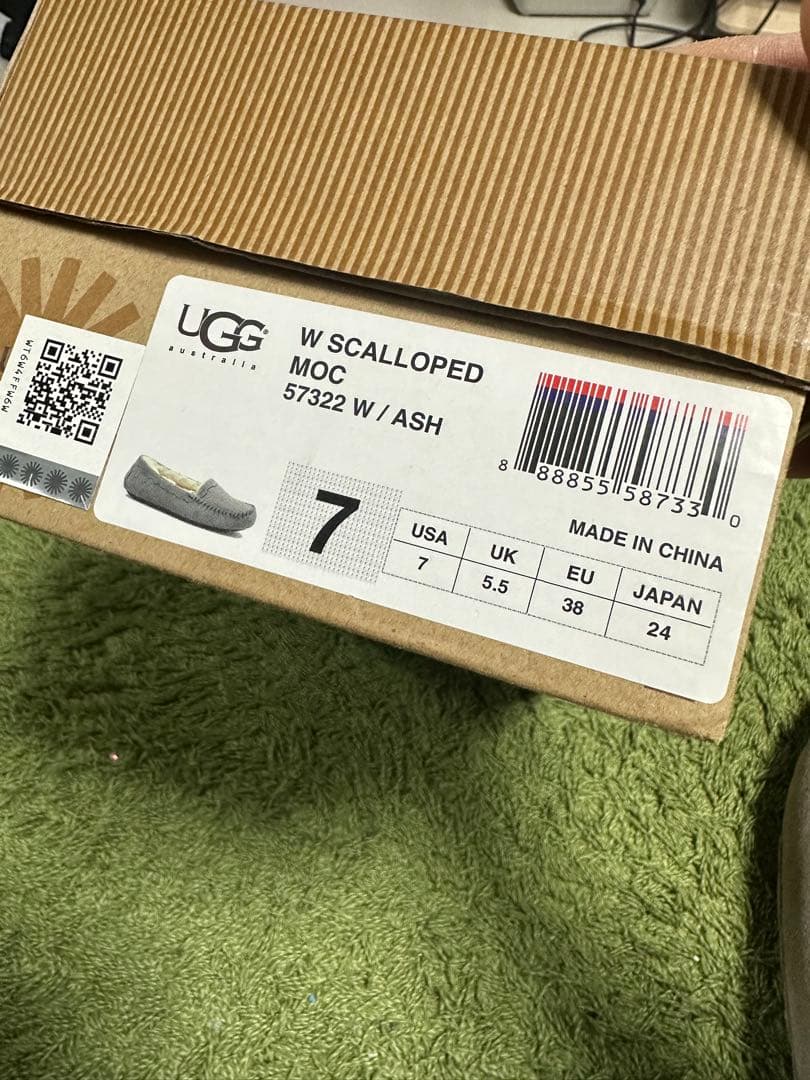 UGG®
australia
W SCALLOPED
MOC
57322 W / ASH
8 88855 58733 0
MADE IN CHINA
7
USA UK EU JAPAN
7 5.5 38 24
WT6W4FFW6W